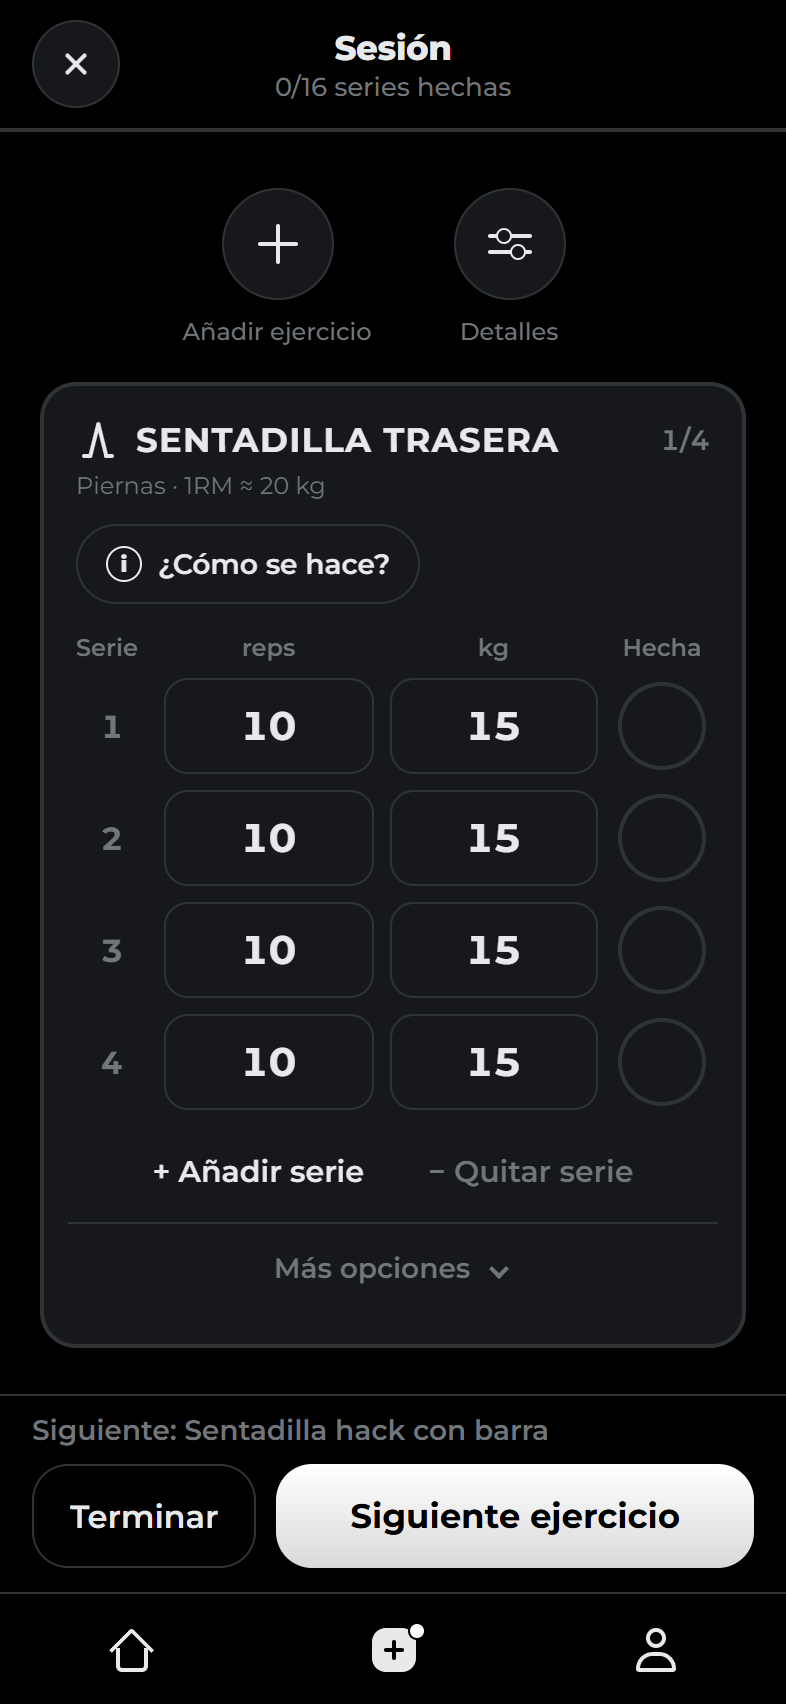 Sesión
0/16 series hechas
Añadir ejercicio
Detalles
SENTADILLA TRASERA
1/4
Piernas · 1RM ≈ 20 kg
¿Cómo se hace?
Serie reps kg Hecha
1 10 15
2 10 15
3 10 15
4 10 15
+ Añadir serie − Quitar serie
Más opciones
Siguiente: Sentadilla hack con barra
Terminar
Siguiente ejercicio